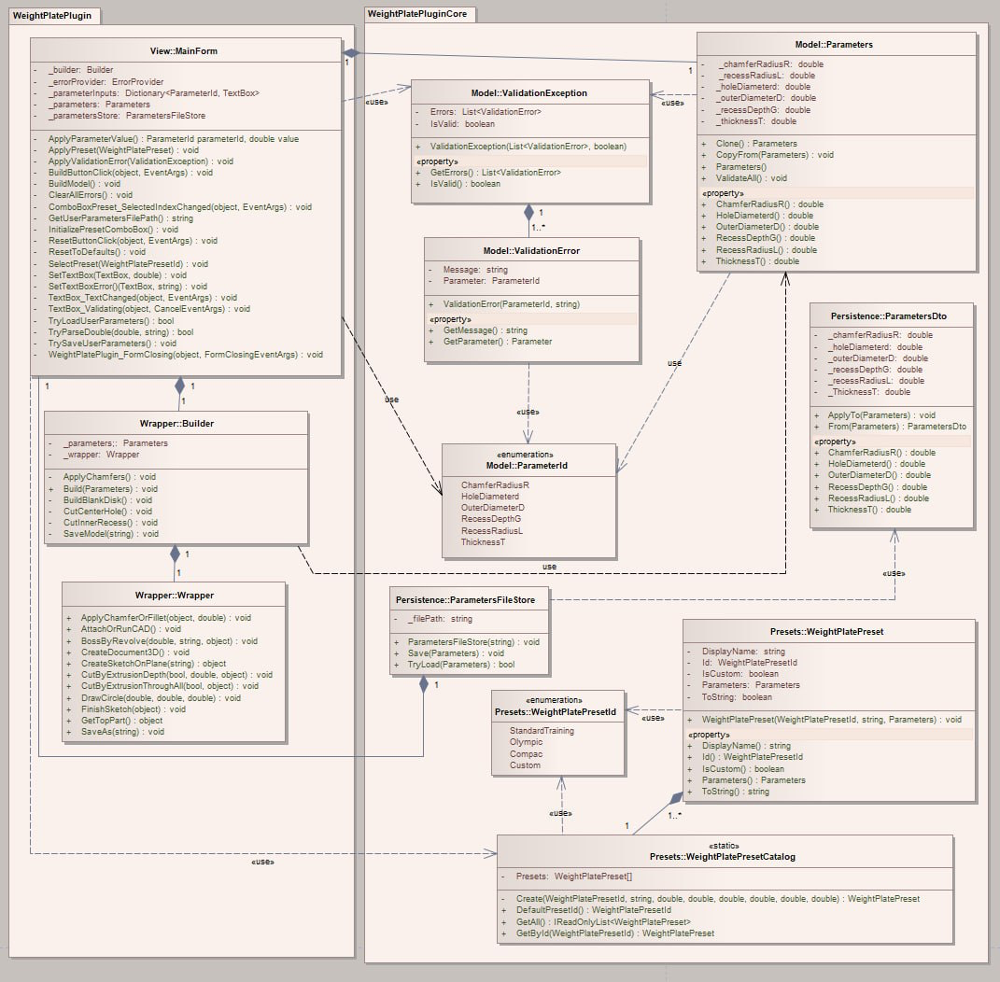 WeightPlatePlugin
View::MainForm
- _builder: Builder
- _errorProvider: ErrorProvider
- _parameterInputs: Dictionary<ParameterId, TextBox>
- _parameters: Parameters
- _parametersStore: ParametersFileStore
- ApplyParameterValue() : ParameterId parameterId, double value
- ApplyPreset(WeightPlatePreset) : void
- ApplyValidationError(ValidationException) : void
- BuildButtonClick(object, EventArgs) : void
- BuildModel() : void
- ClearAllErrors() : void
- ComboBoxPreset_SelectedIndexChanged(object, EventArgs) : void
- GetUserParametersFilePath() : string
- InitializePresetComboBox() : void
- ResetButtonClick(object, EventArgs) : void
- ResetToDefaults() : void
- SelectPreset(WeightPlatePresetId) : void
- SetTextBox(TextBox, double) : void
- SetTextBoxError()(TextBox, string) : void
- TextBox_TextChanged(object, EventArgs) : void
- TextBox_Validating(object, CancelEventArgs) : void
- TryLoadUserParameters() : bool
- TryParseDouble(double, string) : bool
- TrySaveUserParameters() : void
- WeightPlatePlugin_FormClosing(object, FormClosingEventArgs) : void
1
1
1
Wrapper::Builder
- _parameters;: Parameters
- _wrapper: Wrapper
- ApplyChamfers() : void
+ Build(Parameters) : void
- BuildBlankDisk() : void
- CutCenterHole() : void
- CutInnerRecess() : void
- SaveModel(string) : void
1
1
Wrapper::Wrapper
+ ApplyChamferOrFillet(object, double) : void
+ AttachOrRunCAD() : void
+ BossByRevolve(double, string, object) : void
+ CreateDocument3D() : void
+ CreateSketchOnPlane(string) : object
+ CutByExtrusionDepth(bool, double, object) : void
+ CutByExtrusionThroughAll(bool, object) : void
+ DrawCircle(double, double, double) : void
+ FinishSketch(object) : void
+ GetTopPart() : object
+ SaveAs(string) : void
«use»
WeightPlatePluginCore
1
1
«use»
«use»
Model::ValidationException
- Errors: List<ValidationError>
- IsValid: boolean
+ ValidationException(List<ValidationError>, boolean)
«property»
+ GetErrors() : List<ValidationError>
+ IsValid() : boolean
1
1..*
Model::ValidationError
- Message: string
- Parameter: ParameterId
+ ValidationError(ParameterId, string)
«property»
+ GetMessage() : string
+ GetParameter() : Parameter
use
«use»
use
«enumeration»
Model::ParameterId
ChamferRadiusR
HoleDiameterd
OuterDiameterD
RecessDepthG
RecessRadiusL
ThicknessT
use
Model::Parameters
- _chamferRadiusR: double
- _recessRadiusL: double
- _holeDiameterd: double
- _outerDiameterD: double
- _recessDepthG: double
- _thicknessT: double
+ Clone() : Parameters
+ CopyFrom(Parameters) : void
+ Parameters()
+ ValidateAll() : void
«property»
+ ChamferRadiusR() : double
+ HoleDiameterd() : double
+ OuterDiameterD() : double
+ RecessDepthG() : double
+ RecessRadiusL() : double
+ ThicknessT() : double
Persistence::ParametersDto
- _chamferRadiusR: double
- _holeDiameterd: double
- _outerDiameterD: double
- _recessDepthG: double
- _recessRadiusL: double
- _ThicknessT: double
+ ApplyTo(Parameters) : void
+ From(Parameters) : ParametersDto
«property»
+ ChamferRadiusR() : double
+ HoleDiameterd() : double
+ OuterDiameterD() : double
+ RecessDepthG() : double
+ RecessRadiusL() : double
+ ThicknessT() : double
«use»
Persistence::ParametersFileStore
- _filePath: string
+ ParametersFileStore(string) : void
+ Save(Parameters) : void
+ TryLoad(Parameters) : bool
1
«enumeration»
Presets::WeightPlatePresetId
StandardTraining
Olympic
Compac
Custom
«use»
«use»
Presets::WeightPlatePreset
- DisplayName: string
- Id: WeightPlatePresetId
- IsCustom: boolean
- Parameters: Parameters
- ToString: boolean
+ WeightPlatePreset(WeightPlatePresetId, string, Parameters) : void
«property»
+ DisplayName() : string
+ Id() : WeightPlatePresetId
+ IsCustom() : boolean
+ Parameters() : Parameters
+ ToString() : string
1..*
1
«static»
Presets::WeightPlatePresetCatalog
- Presets: WeightPlatePreset[]
- Create(WeightPlatePresetId, string, double, double, double, double, double, double) : WeightPlatePreset
+ DefaultPresetId() : WeightPlatePresetId
+ GetAll() : IReadOnlyList<WeightPlatePreset>
+ GetById(WeightPlatePresetId) : WeightPlatePreset